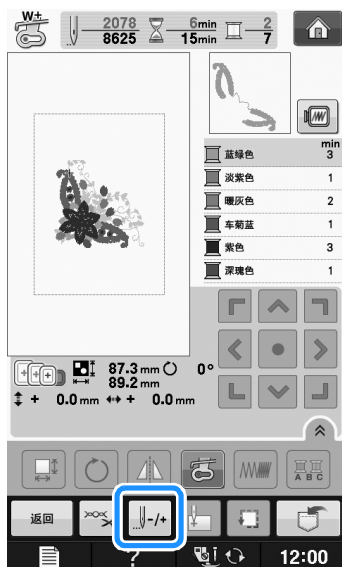 W+
2078 6min 2
8625 15min 7
min
蓝绿色 3
淡紫色 1
暖灰色 2
车菊蓝 1
紫色 3
深瑰色 1
87.3 mm 0°
89.2 mm
+ 0.0 mm + 0.0 mm
A B C
返回 -/+
? 12:00